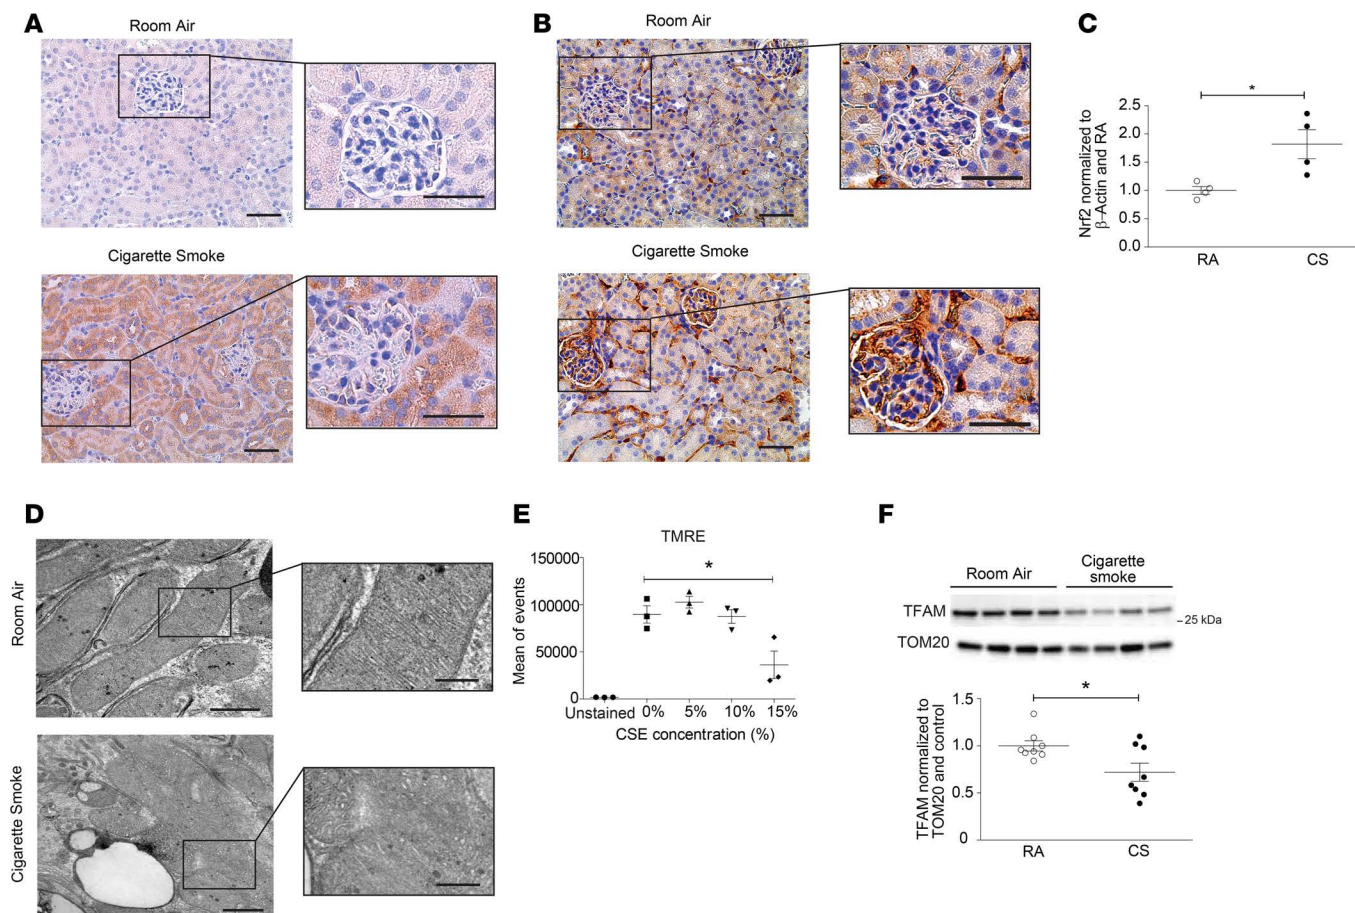 A
Room Air
Cigarette Smoke
B
Room Air
Cigarette Smoke
C
Nrf2 normalized to
β-Actin and RA
2.5
2.0
1.5
1.0
0.5
0.0
*
RA
CS
D
Room Air
Cigarette Smoke
E
TMRE
Mean of events
150000
100000
50000
0
*
Unstained
0%
5%
10%
15%
CSE concentration (%)
F
Room Air
Cigarette
smoke
TFAM
25 kDa
TOM20
TFAM normalized to
TOM20 and control
1.5
1.0
0.5
0
*
RA
CS